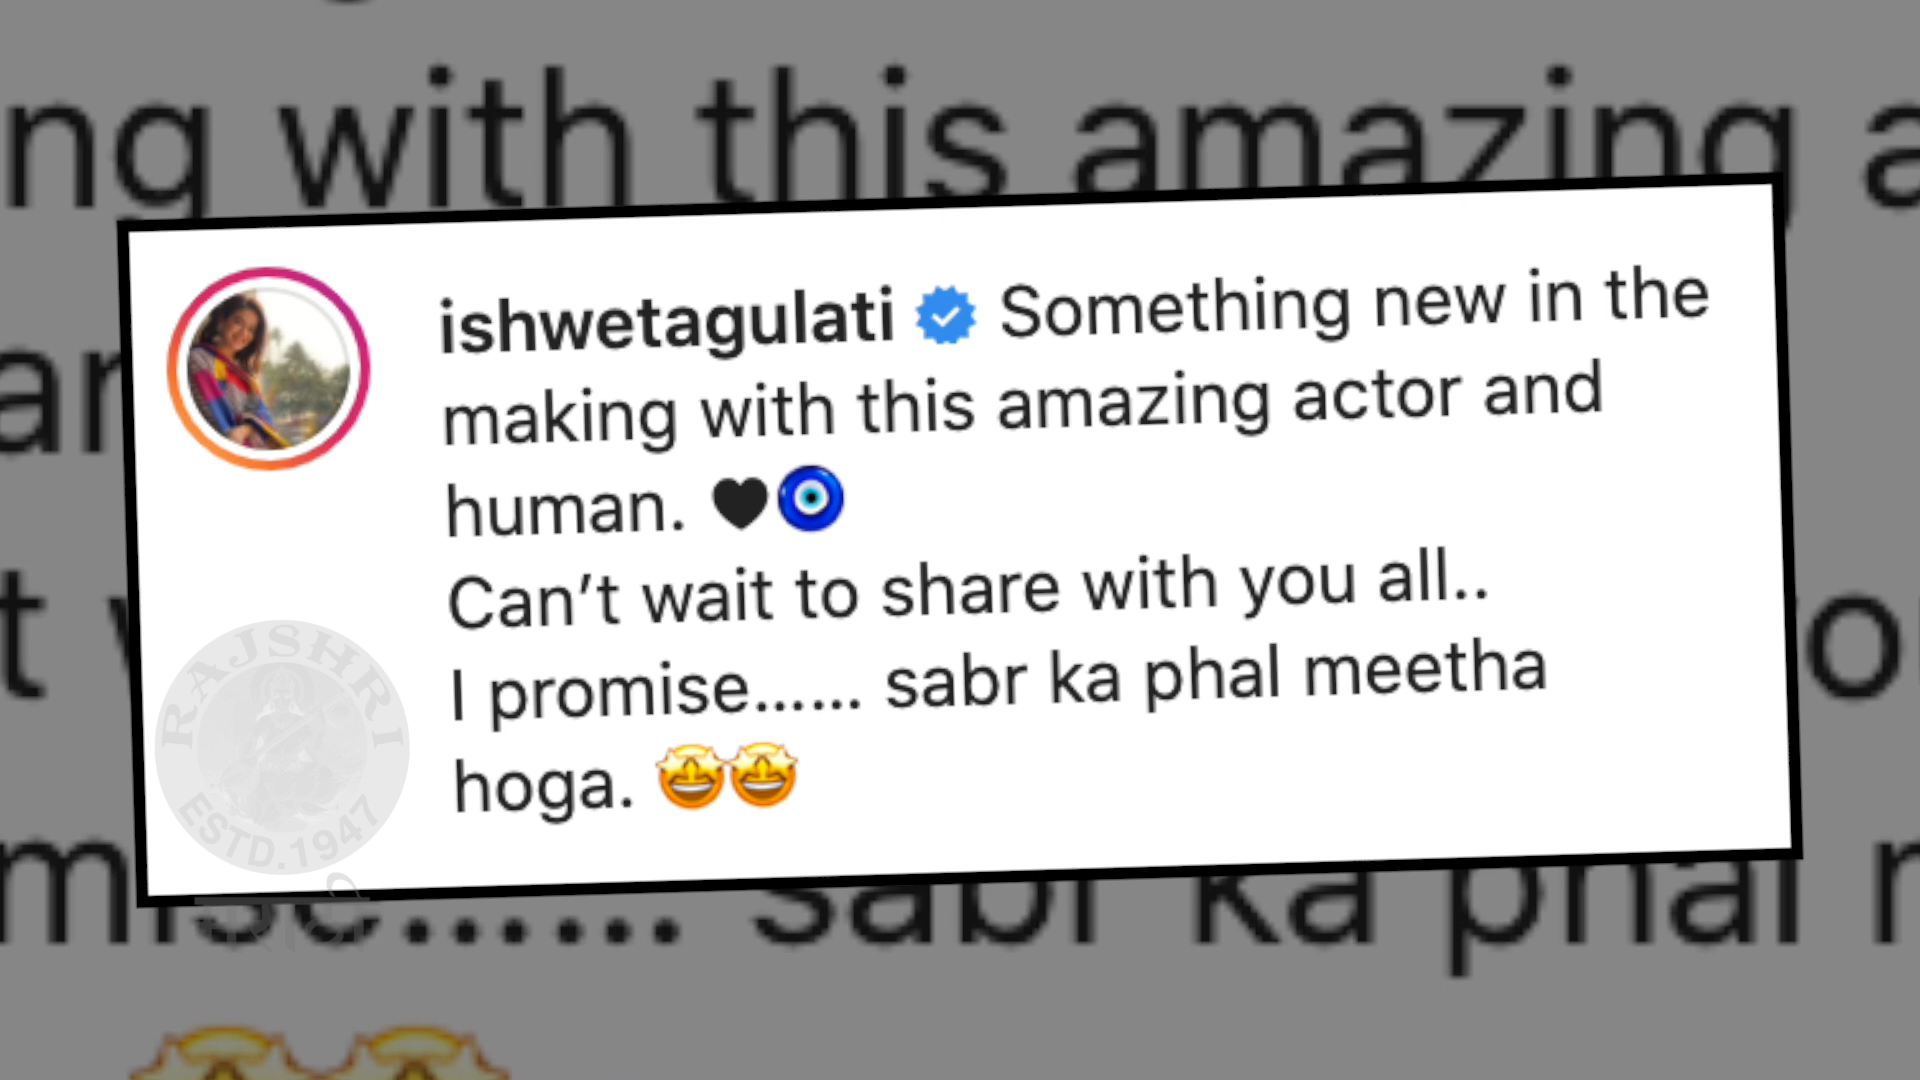 ng with this amazing a
ishwetagulati Something new in the
making with this amazing actor and
human. 🖤🧿
Can’t wait to share with you all..
I promise...... sabr ka phal meetha
hoga. 🤩🤩
RAJSHRI
ESTD.1947
mise...... sabr ka phal r